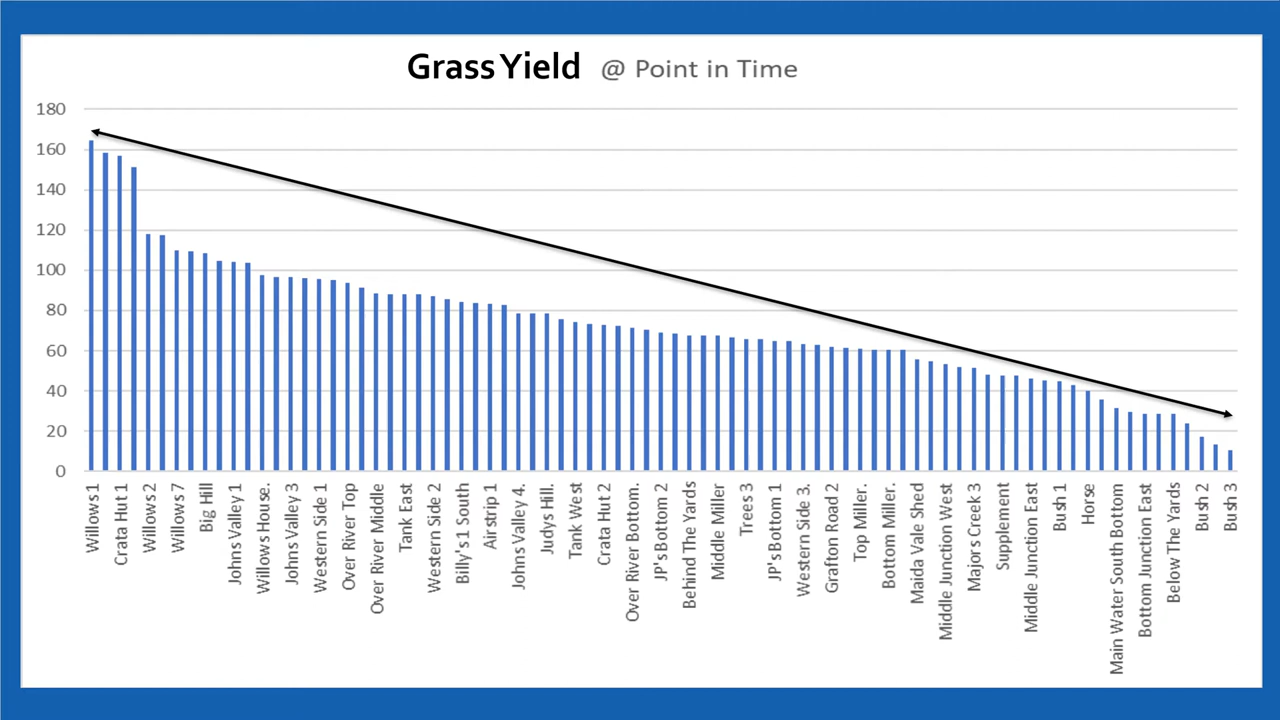 Grass Yield @ Point in Time
180
160
140
120
100
80
60
40
20
0
Willows 1
Crata Hut 1
Willows 2
Willows 7
Big Hill
Johns Valley 1
Willows House.
Johns Valley 3
Western Side 1
Over River Top
Over River Middle
Tank East
Western Side 2
Billy's 1 South
Airstrip 1
Johns Valley 4.
Judys Hill.
Tank West
Crata Hut 2
Over River Bottom.
JP's Bottom 2
Behind The Yards
Middle Miller
Trees 3
JP's Bottom 1
Western Side 3.
Grafton Road 2
Top Miller.
Bottom Miller.
Maida Vale Shed
Middle Junction West
Majors Creek 3
Supplement
Middle Junction East
Bush 1
Horse
Main Water South Bottom
Bottom Junction East
Below The Yards
Bush 2
Bush 3